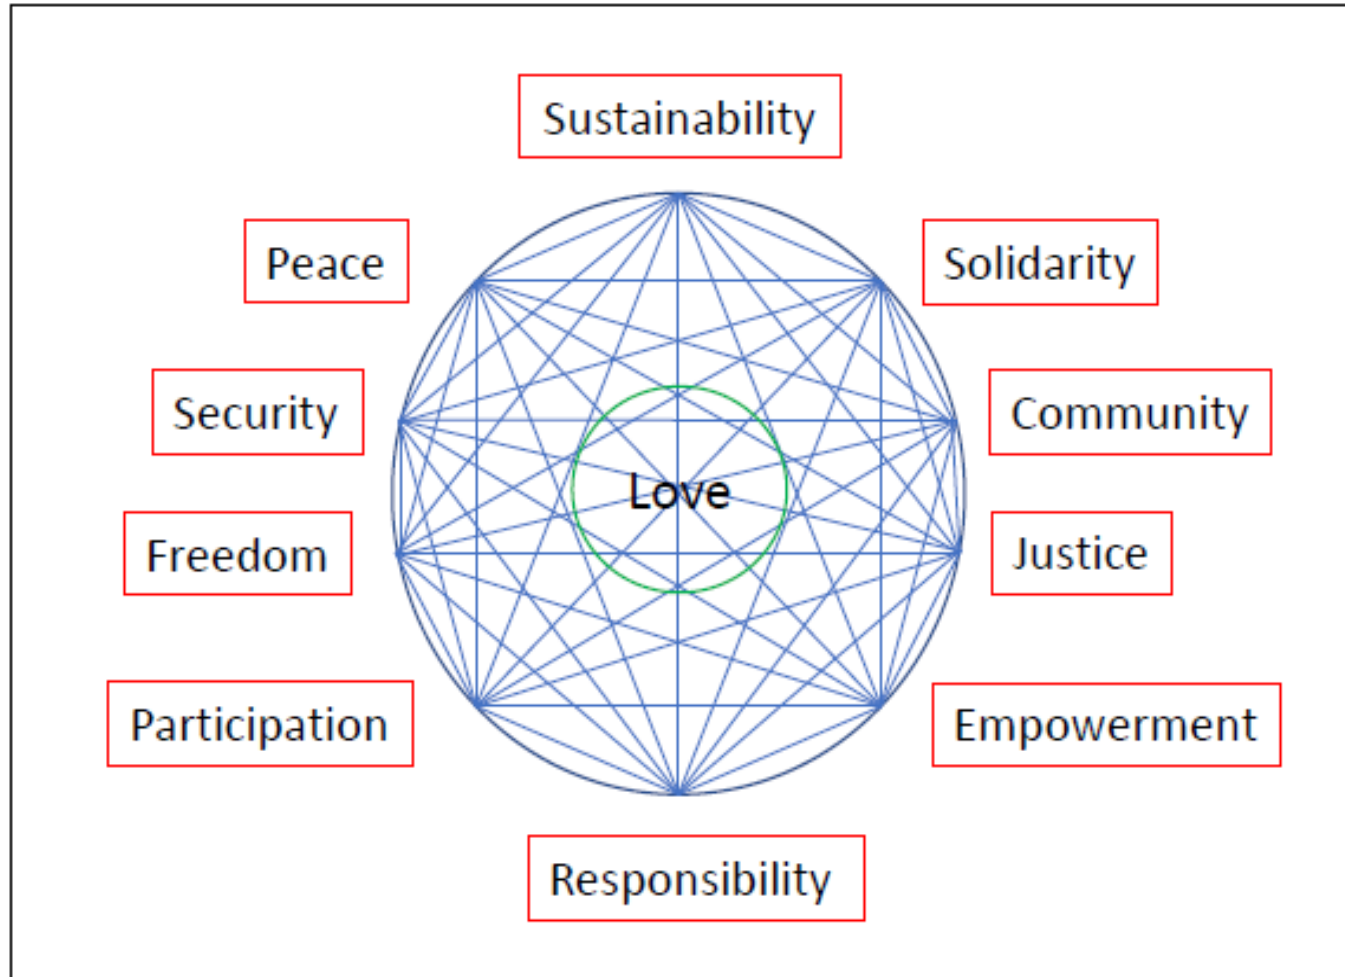 Sustainability
Peace
Solidarity
Security
Community
Love
Freedom
Justice
Participation
Empowerment
Responsibility